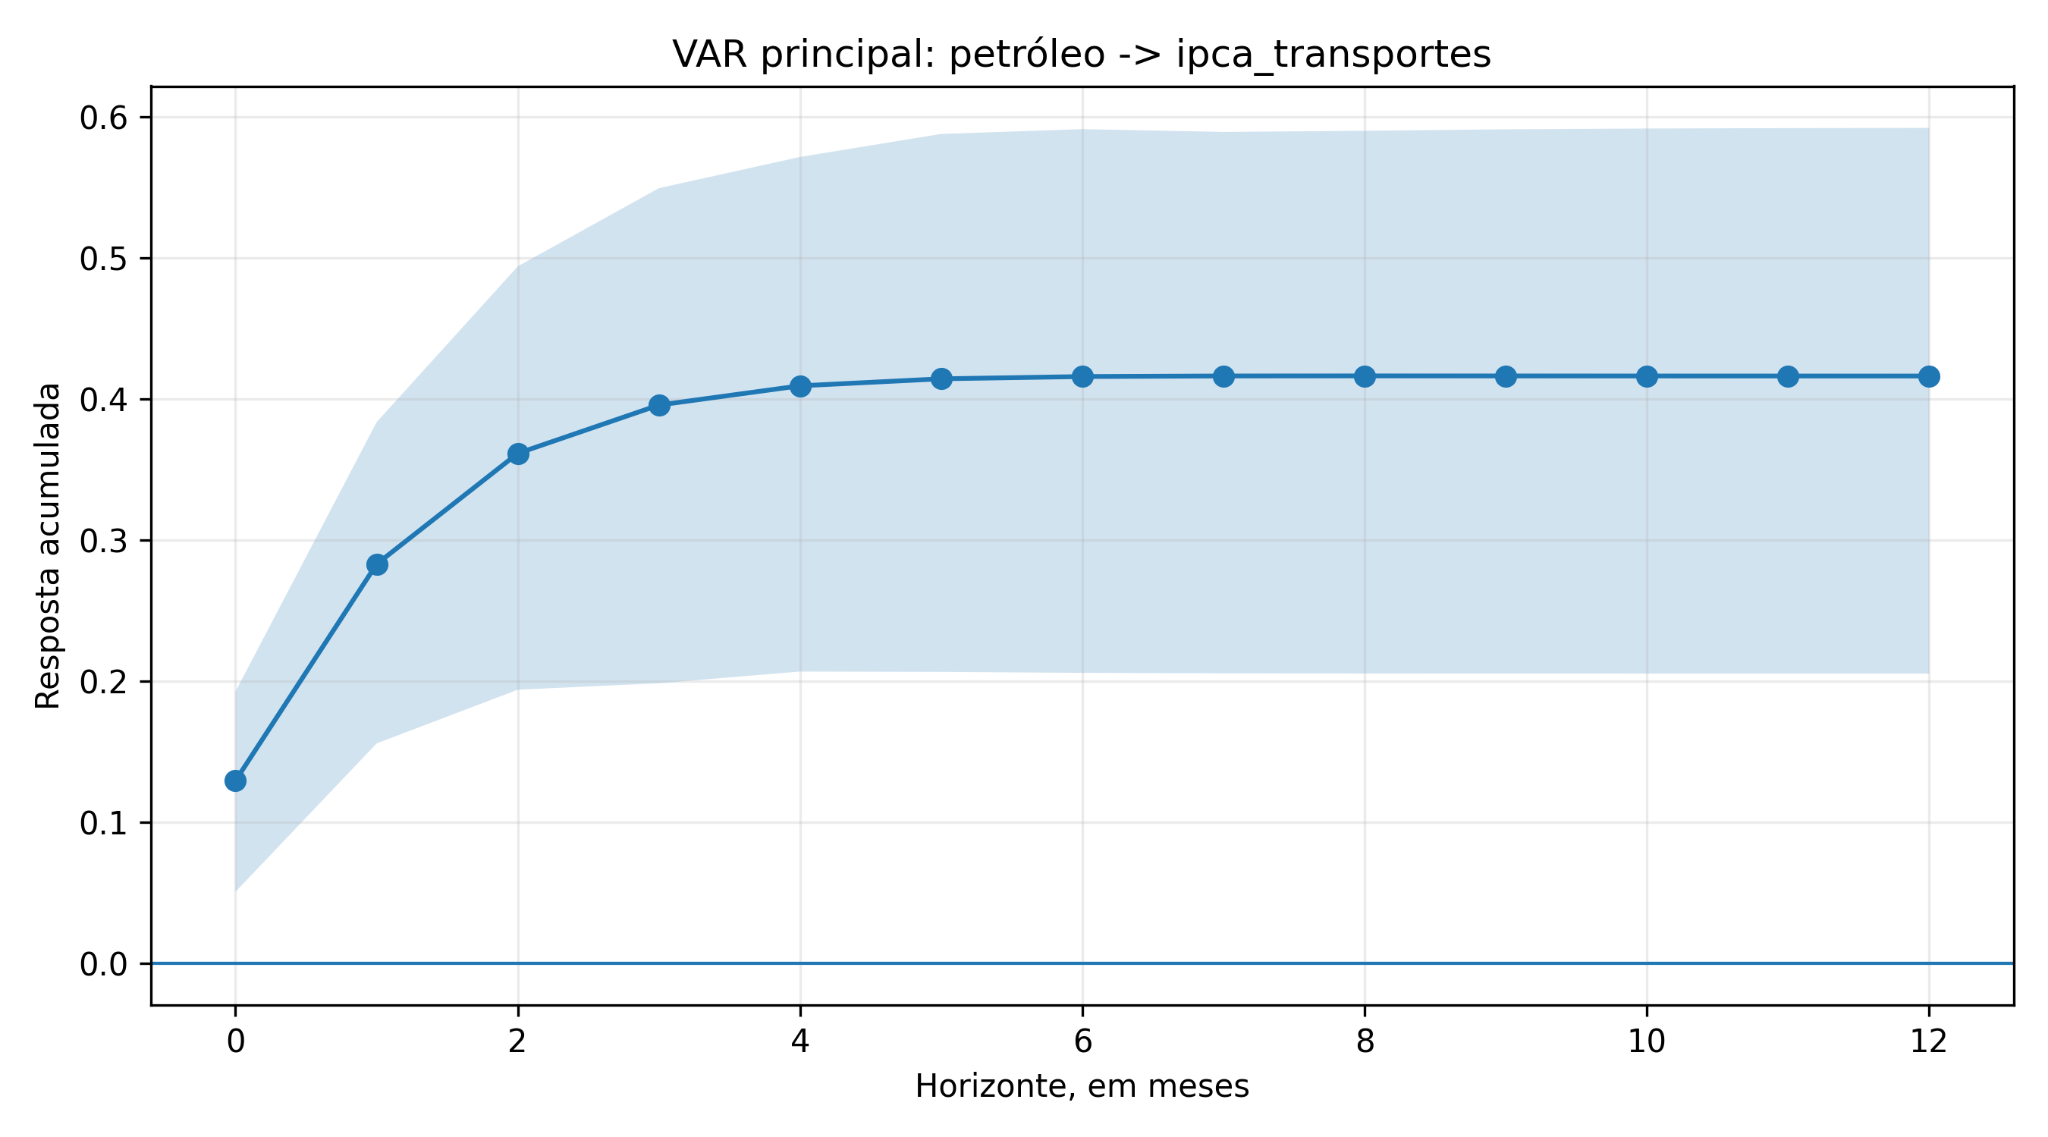 VAR principal: petróleo -> ipca_transportes
Resposta acumulada
0.6
0.5
0.4
0.3
0.2
0.1
0.0
0 2 4 6 8 10 12
Horizonte, em meses